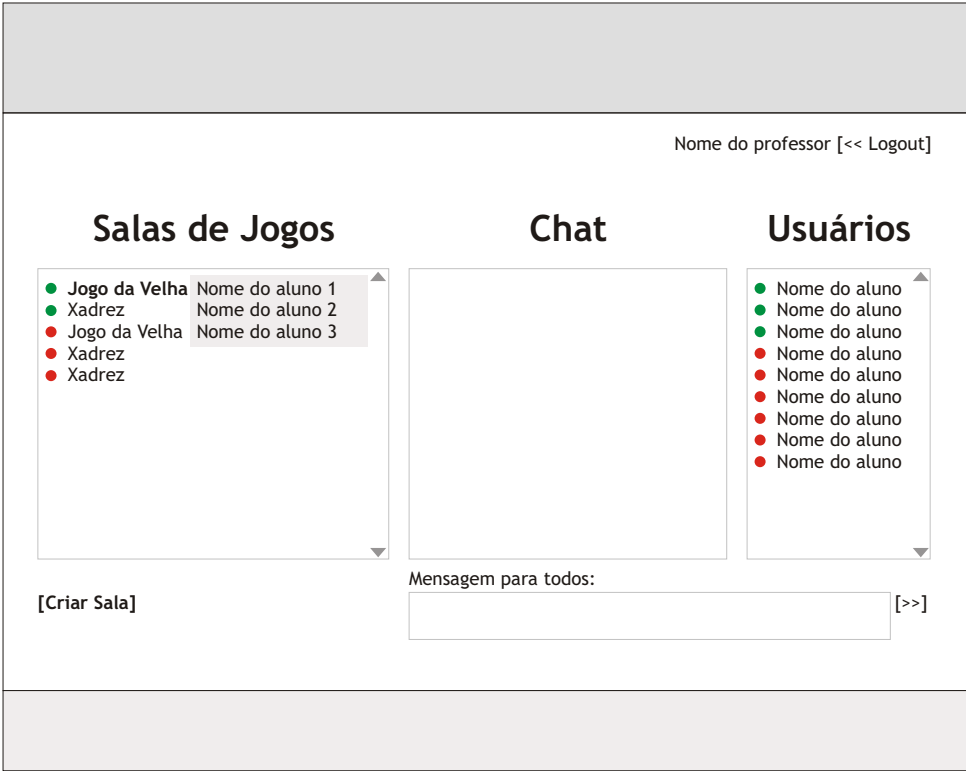 Nome do professor [<< Logout]
Salas de Jogos
Jogo da Velha
Xadrez
Jogo da Velha
Xadrez
Xadrez
Nome do aluno 1
Nome do aluno 2
Nome do aluno 3
[Criar Sala]
Chat
Mensagem para todos:
[>>]
Usuários
Nome do aluno
Nome do aluno
Nome do aluno
Nome do aluno
Nome do aluno
Nome do aluno
Nome do aluno
Nome do aluno
Nome do aluno